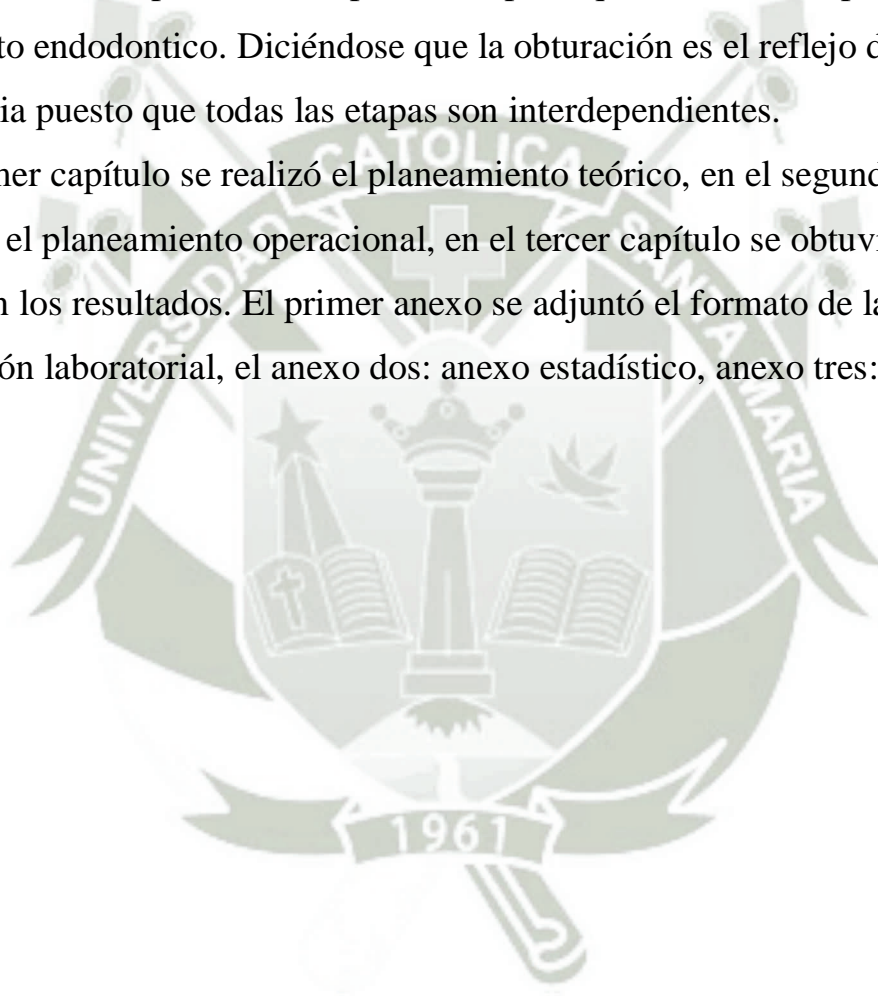 to endodontico. Diciéndose que la obturación es el reflejo d
ia puesto que todas las etapas son interdependientes.
ner capítulo se realizó el planeamiento teórico, en el segund
el planeamiento operacional, en el tercer capítulo se obtuvi
n los resultados. El primer anexo se adjuntó el formato de la
ón laboratorial, el anexo dos: anexo estadístico, anexo tres:
UNIVERSIDAD CATOLICA SANTA MARIA
1961